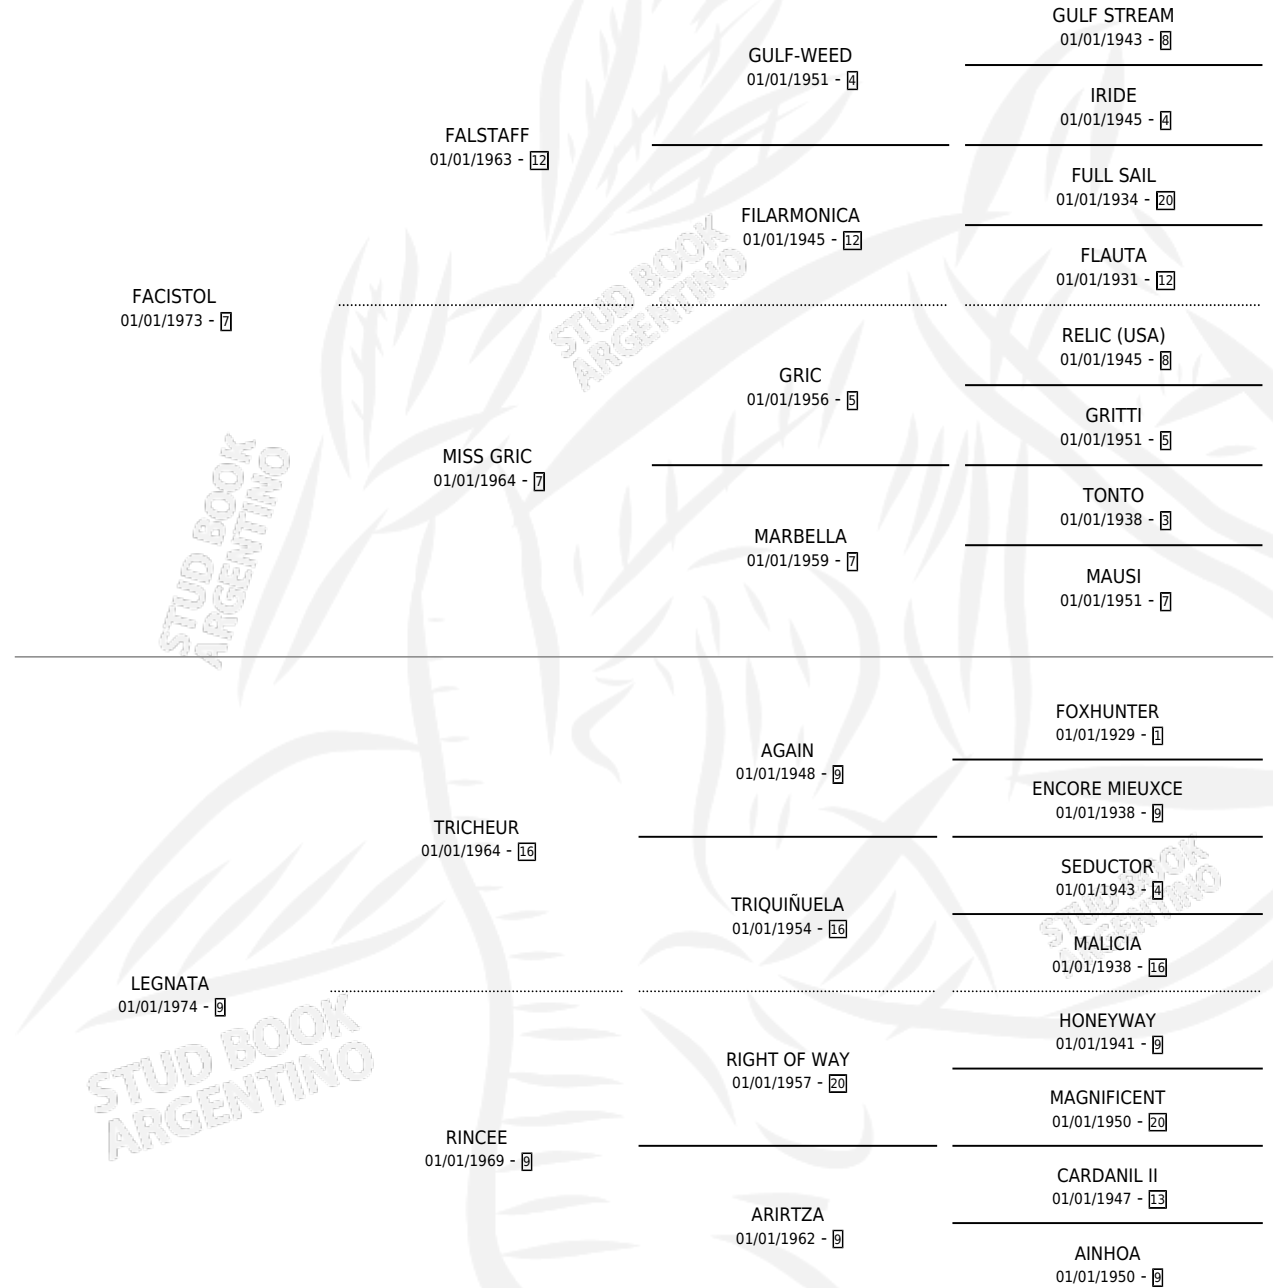 GULF STREAM
01/01/1943 - 8
GULF-WEED
01/01/1951 - 4
IRIDE
01/01/1945 - 4
FALSTAFF
01/01/1963 - 12
FULL SAIL
01/01/1934 - 20
FILARMONICA
01/01/1945 - 12
FLAUTA
01/01/1931 - 12
FACISTOL
01/01/1973 - 7
STUD BOOK
ARGENTINO
RELIC (USA)
01/01/1945 - 8
GRIC
01/01/1956 - 5
GRITTI
01/01/1951 - 5
MISS GRIC
01/01/1964 - 7
TONTO
01/01/1938 - 3
MARBELLA
01/01/1959 - 7
MAUSI
01/01/1951 - 7
STUD BOOK
ARGENTINO
FOXHUNTER
01/01/1929 - 1
AGAIN
01/01/1948 - 9
ENCORE MIEUXCE
01/01/1938 - 9
TRICHEUR
01/01/1964 - 16
SEDUCTOR
01/01/1943 - 4
TRIQUIÑUELA
01/01/1954 - 16
MALICIA
01/01/1938 - 16
STUD BOOK
ARGENTINO
LEGNATA
01/01/1974 - 9
HONEYWAY
01/01/1941 - 9
RIGHT OF WAY
01/01/1957 - 20
MAGNIFICENT
01/01/1950 - 20
STUD BOOK
ARGENTINO
RINCEE
01/01/1969 - 9
CARDANIL II
01/01/1947 - 13
ARIRTZA
01/01/1962 - 9
AINHOA
01/01/1950 - 9